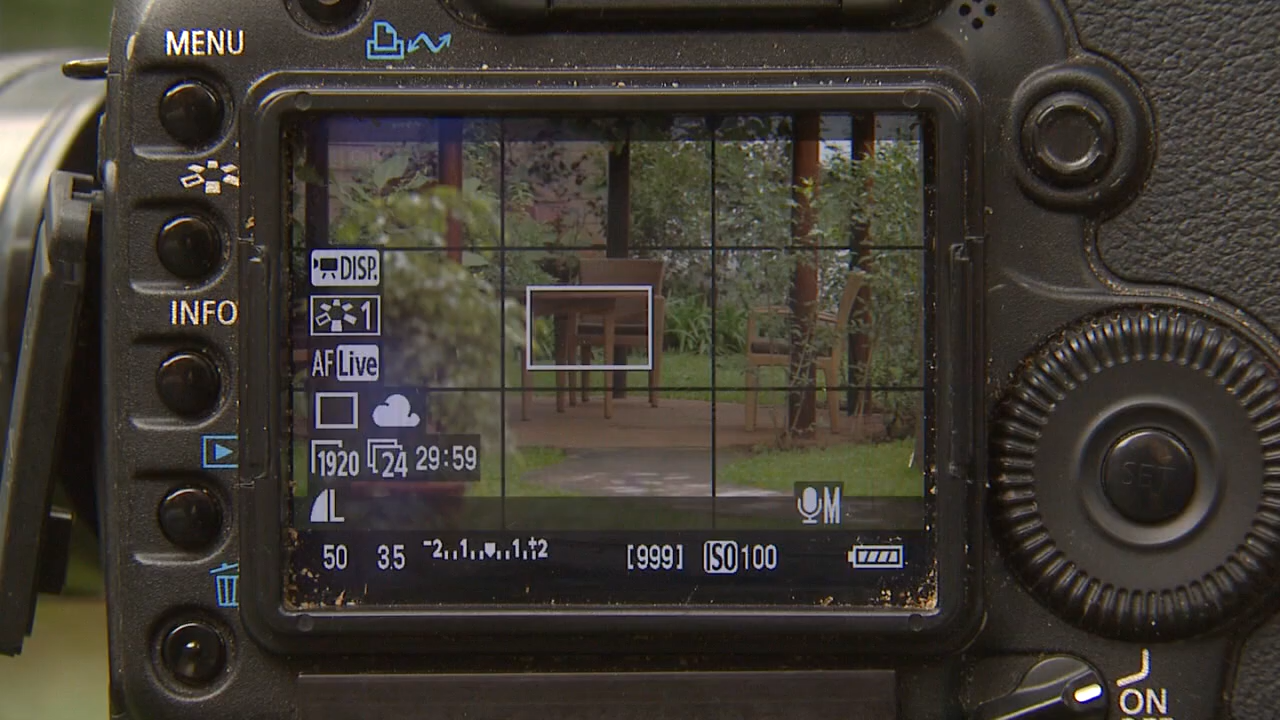 MENU
DISP.
1
INFO
AF Live
1920 24 29:59
L
M
50 3.5 -2..1..▼..1.+2 [999] ISO 100
SET
ON